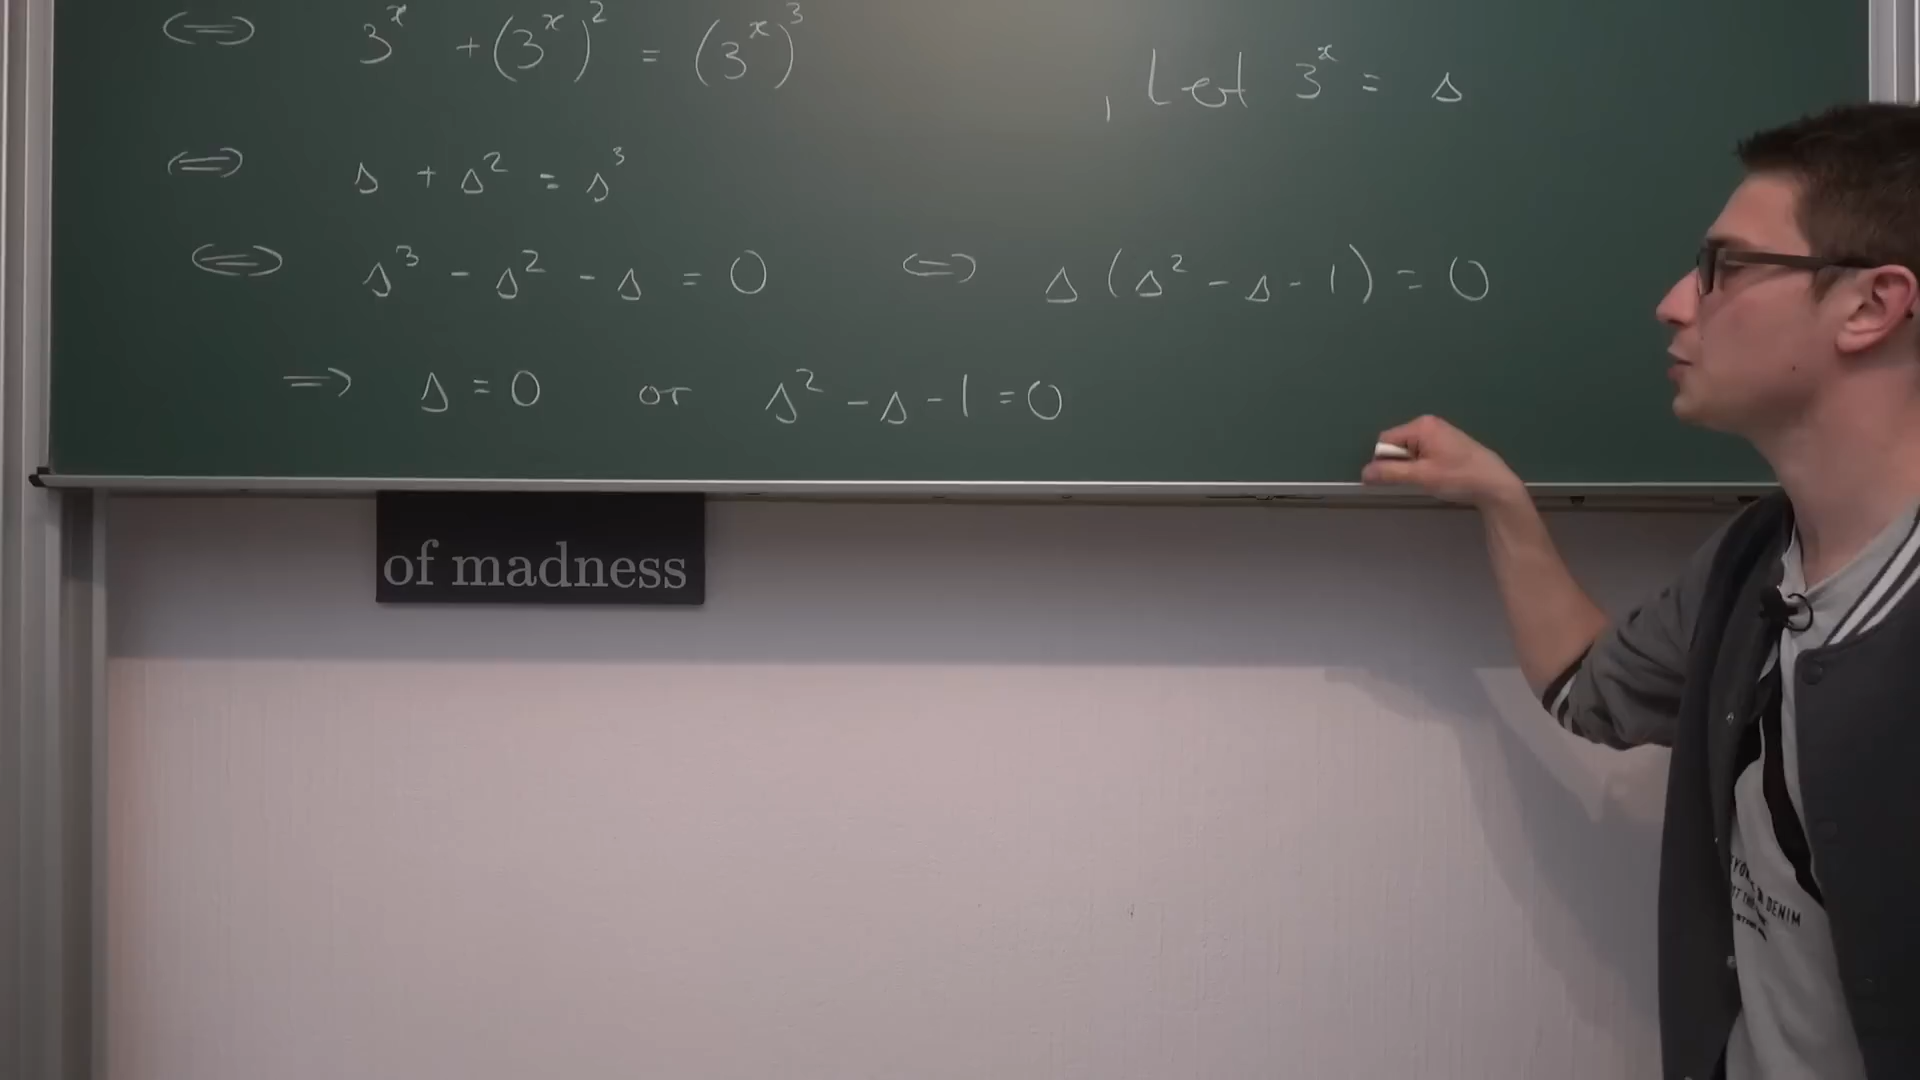 ⇔ 3^x + (3^x)^2 = (3^x)^3 , Let 3^x = s
⇔ s + s^2 = s^3
⇔ s^3 - s^2 - s = 0 ⇔ s(s^2 - s - 1) = 0
⇒ s = 0 or s^2 - s - 1 = 0
of madness
DENIM